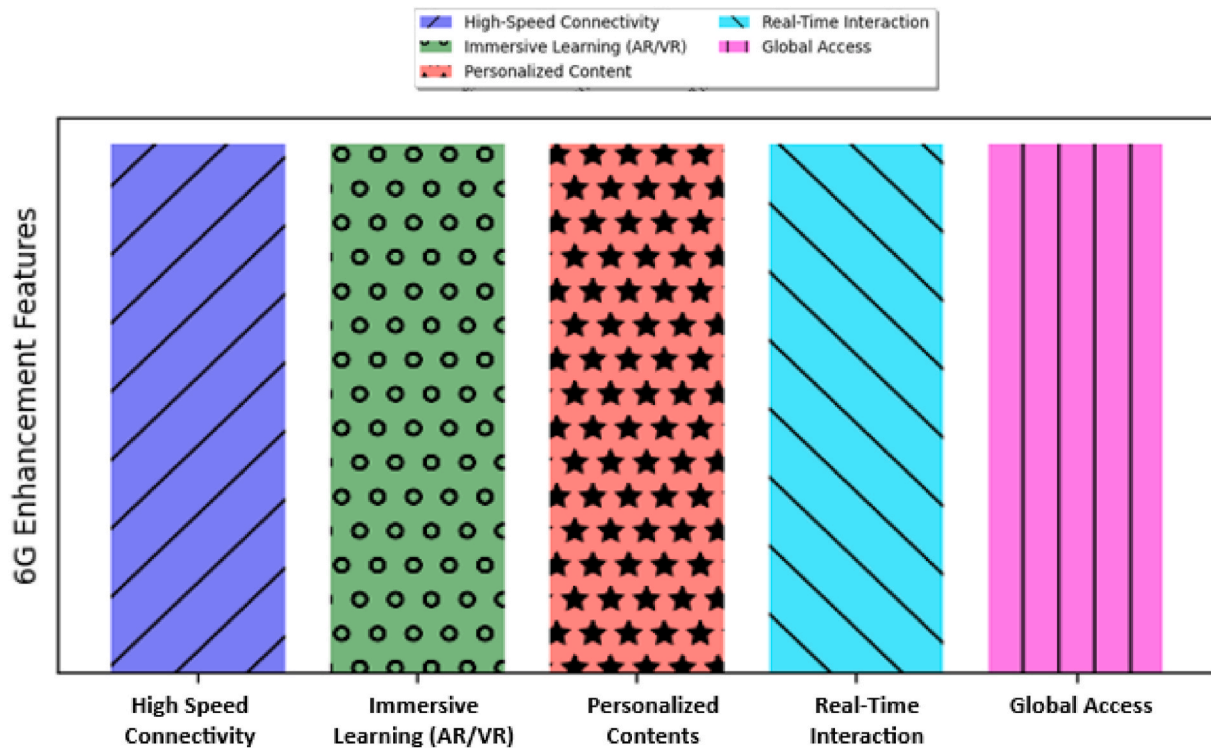 High-Speed Connectivity
Immersive Learning (AR/VR)
Personalized Content
Real-Time Interaction
Global Access
6G Enhancement Features
High Speed
Connectivity
Immersive
Learning (AR/VR)
Personalized
Contents
Real-Time
Interaction
Global Access